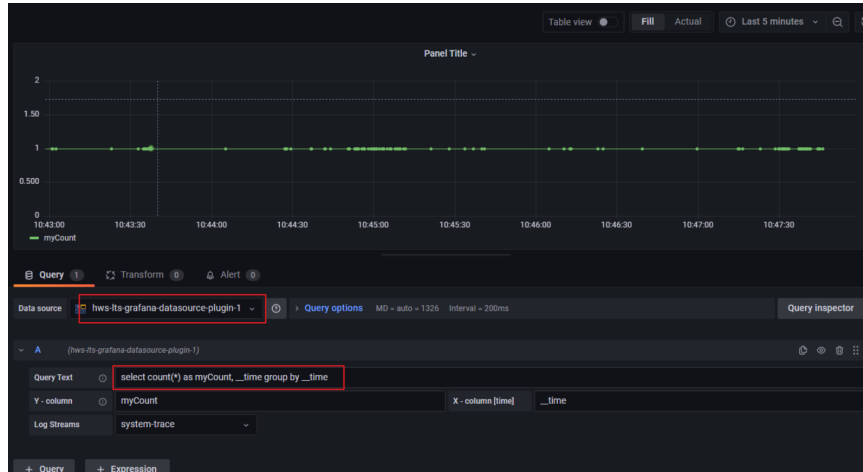 Table view Fill Actual Last 5 minutes
Panel Title
2
1.50
1
0.500
0
10:43:00 10:43:30 10:44:00 10:44:30 10:45:00 10:45:30 10:46:00 10:46:30 10:47:00 10:47:30
myCount
Query 1 Transform 0 Alert 0
Data source hws-lts-grafana-datasource-plugin-1 > Query options MD = auto = 1326 Interval = 200ms Query inspector
A (hws-lts-grafana-datasource-plugin-1)
Query Text select count(*) as myCount, __time group by __time
Y - column myCount X - column [time] __time
Log Streams system-trace
+ Query + Expression